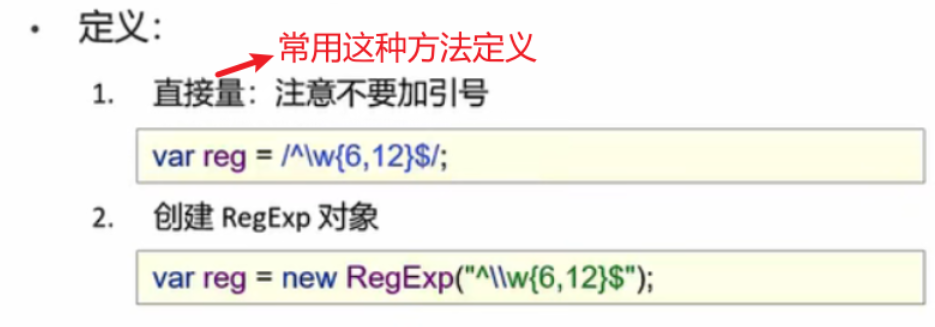 • 定义：
常用这种方法定义
1. 直接量：注意不要加引号
var reg = /^\w{6,12}$/;
2. 创建 RegExp 对象
var reg = new RegExp("^\\w{6,12}$");